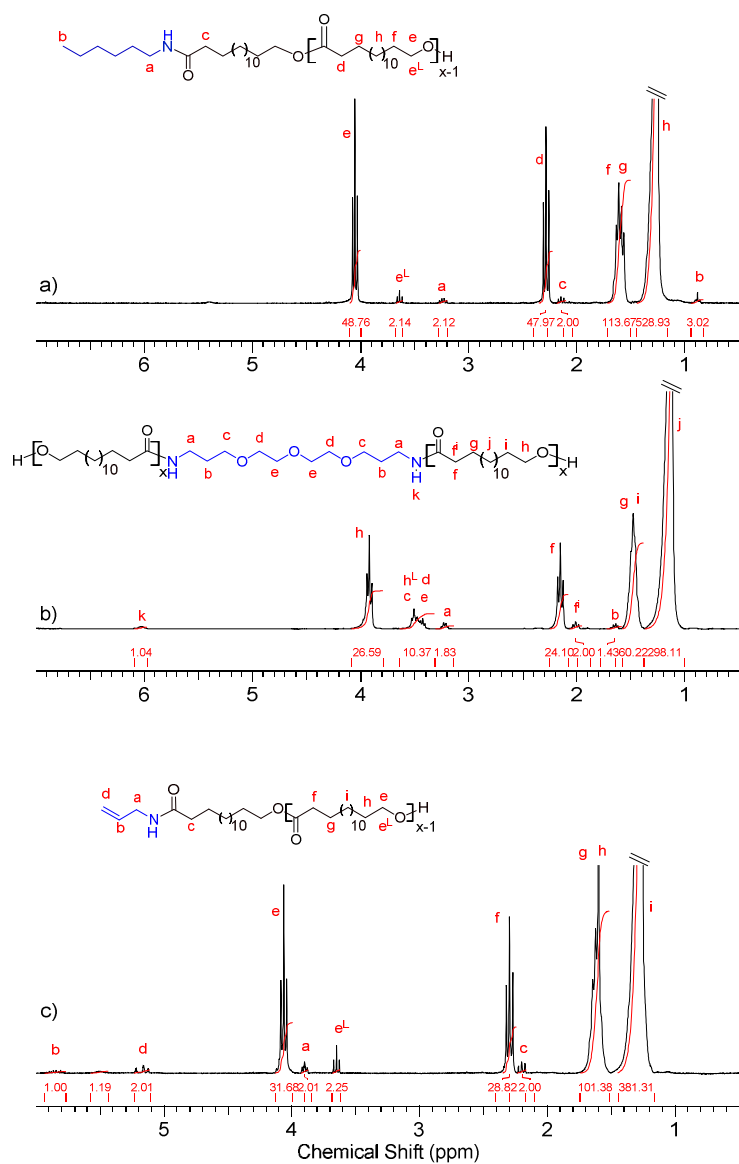 b
H
N
a
O
c
10
O
O
d
g
h
10
f
e
O
e^L
H
x-1
e
d
f
g
h
a)
e^L
a
c
b
48.76 2.14 2.12 47.97 2.00 113.67 528.93 3.02
6 5 4 3 2 1
H
O
10
O
x
N
H
a
b
c
O
d
e
O
e
d
O
c
b
a
N
H
k
O
f^i
f
g
j
10
i
h
O
x
H
j
h
g i
h^L d
c e
f
b)
k
a
f^i
b
1.04 26.59 10.37 1.83 24.10 2.00 1.43 60.22 298.11
6 5 4 3 2 1
d
a
b
N
H
O
c
10
O
O
f
g
i
10
h
e
O
e^L
H
x-1
g h
e
f
i
c)
b
d
a
e^L
c
1.00 1.19 2.01 31.68 2.01 2.25 28.82 2.00 101.38 381.31
5 4 3 2 1
Chemical Shift (ppm)